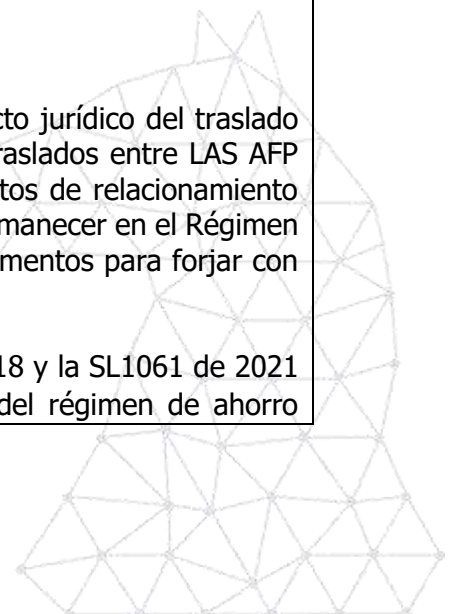 cto jurídico del traslado
raslados entre LAS AFP
tos de relacionamiento
manecer en el Régimen
mentos para forjar con
18 y la SL1061 de 2021
del régimen de ahorro